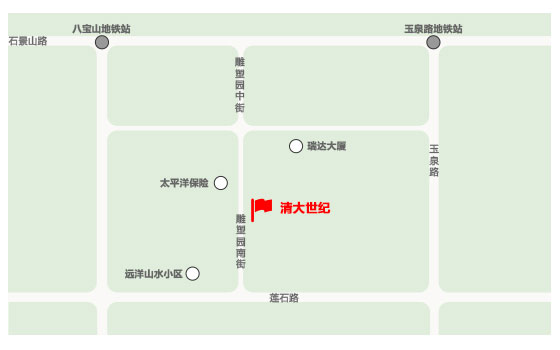 八宝山地铁站
玉泉路地铁站
石景山路
雕塑园中街
瑞达大厦
玉泉路
太平洋保险
清大世纪
雕塑园南街
远洋山水小区
莲石路